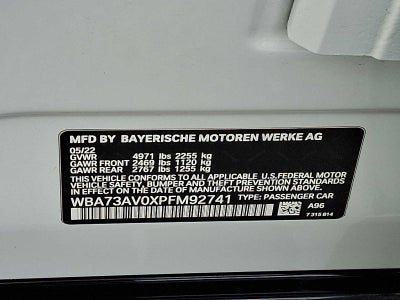 MFD BY BAYERISCHE MOTOREN WERKE AG
05/22
GVWR 4971 lbs 2255 kg
GAWR FRONT 2469 lbs 1120 kg
GAWR REAR 2767 lbs 1255 kg
THIS VEHICLE CONFORMS TO ALL APPLICABLE U.S.FEDERAL MOTOR
VEHICLE SAFETY, BUMPER, AND THEFT PREVENTION STANDARDS
IN EFFECT ON THE DATE OF MANUFACTURE SHOWN ABOVE.
WBA73AV0XPFM92741 TYPE: PASSENGER CAR
A96
7 315 814